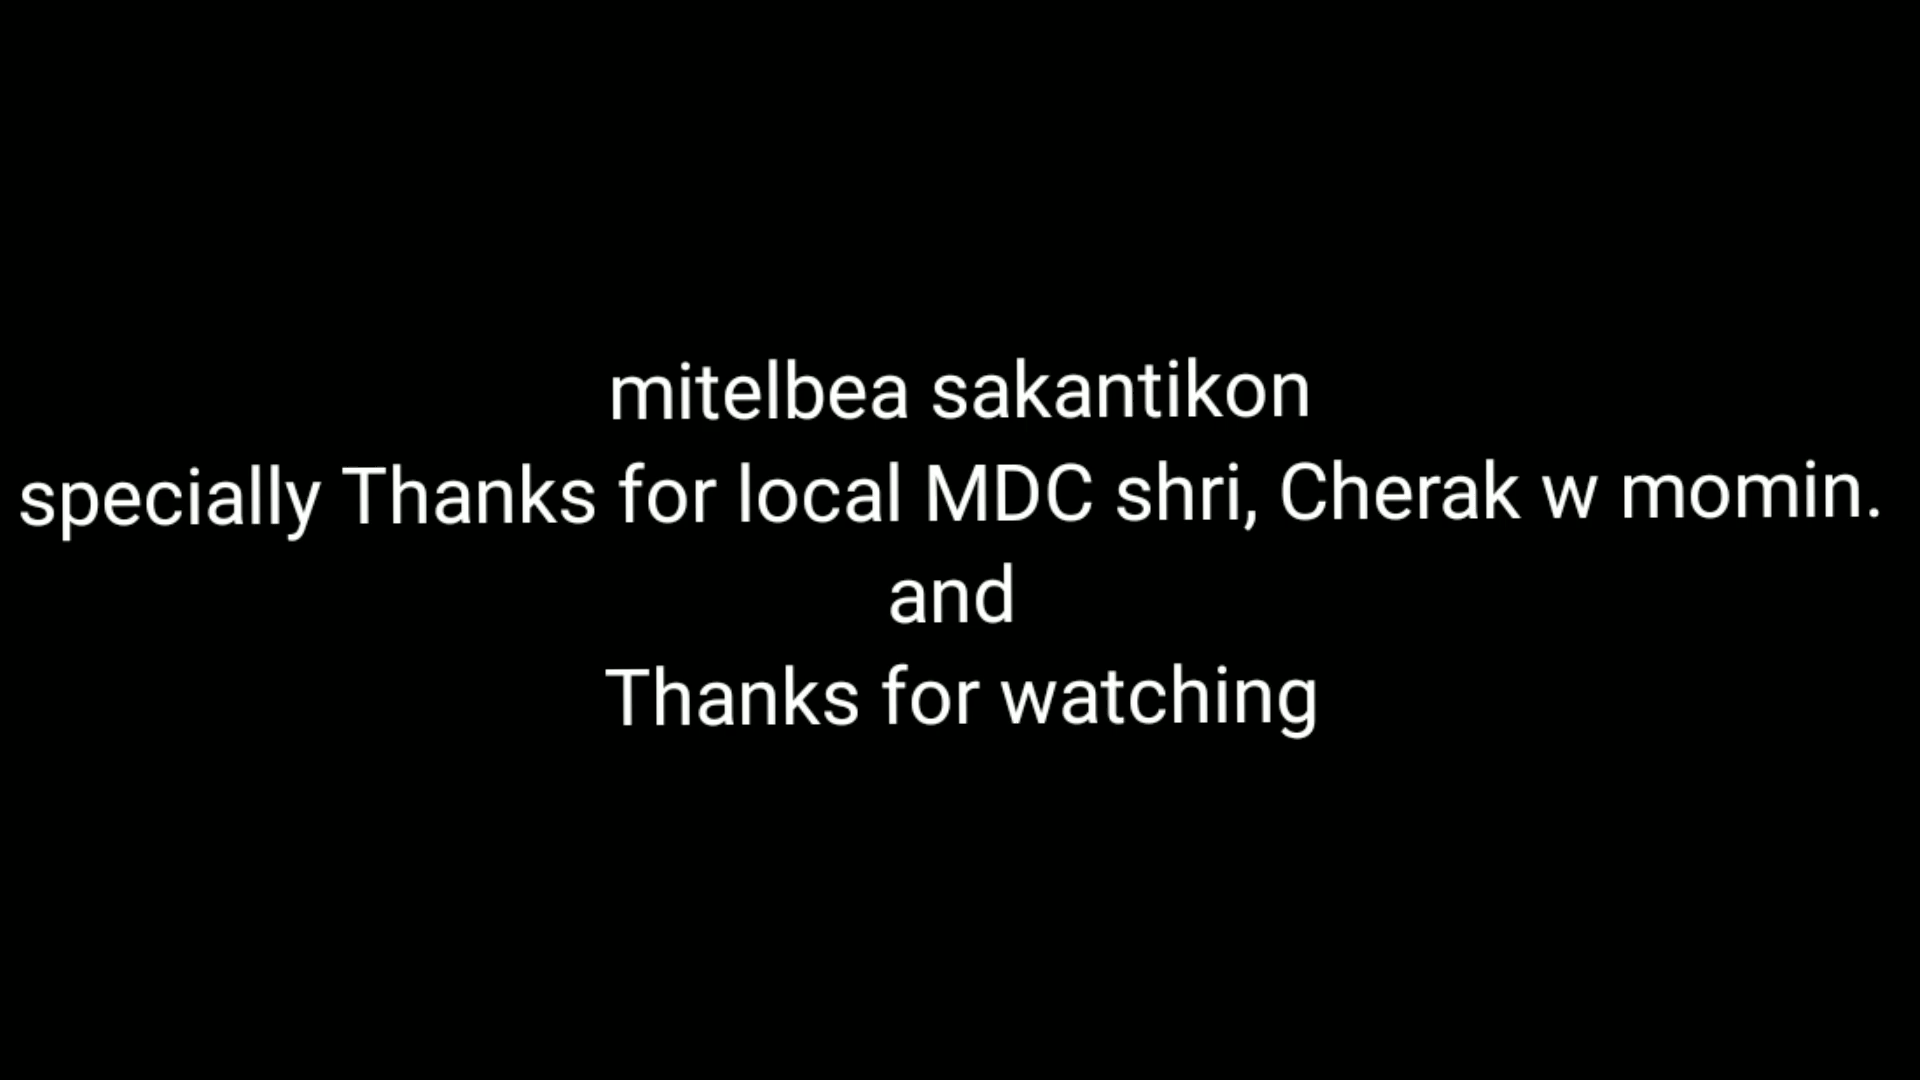 mitelbea sakantikon
specially Thanks for local MDC shri, Cherak w momin.
and
Thanks for watching